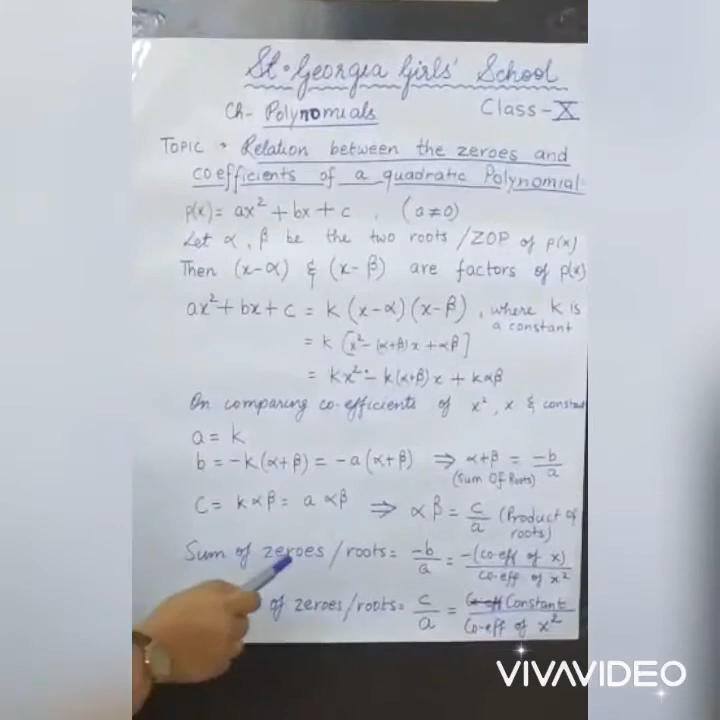 St. Georgia Girls' School
Ch- Polynomials Class-X
TOPIC • Relation between the zeroes and
coefficients of a quadratic Polynomial
p(x) = ax² + bx + c , (a≠0)
Let α, β be the two roots /ZOP of p(x)
Then (x-α) & (x-β) are factors of p(x)
ax² + bx + c = k (x-α) (x-β) , where k is
a constant
= k [x² - (α+β)x + αβ]
= kx² - k(α+β)x + kαβ
On comparing co-efficients of x², x &
a = k
b = -k(α+β) = -a(α+β) ⇒ α+β = -b/a
(Sum OF Roots)
C = kαβ = a αβ ⇒ αβ = c/a (Product of
roots)
Sum of zeroes /roots = -b/a = -(co-eff of x)/co-eff of x²
of zeroes/roots = c/a = Constant/Co-eff of x²
VIVAVIDEO